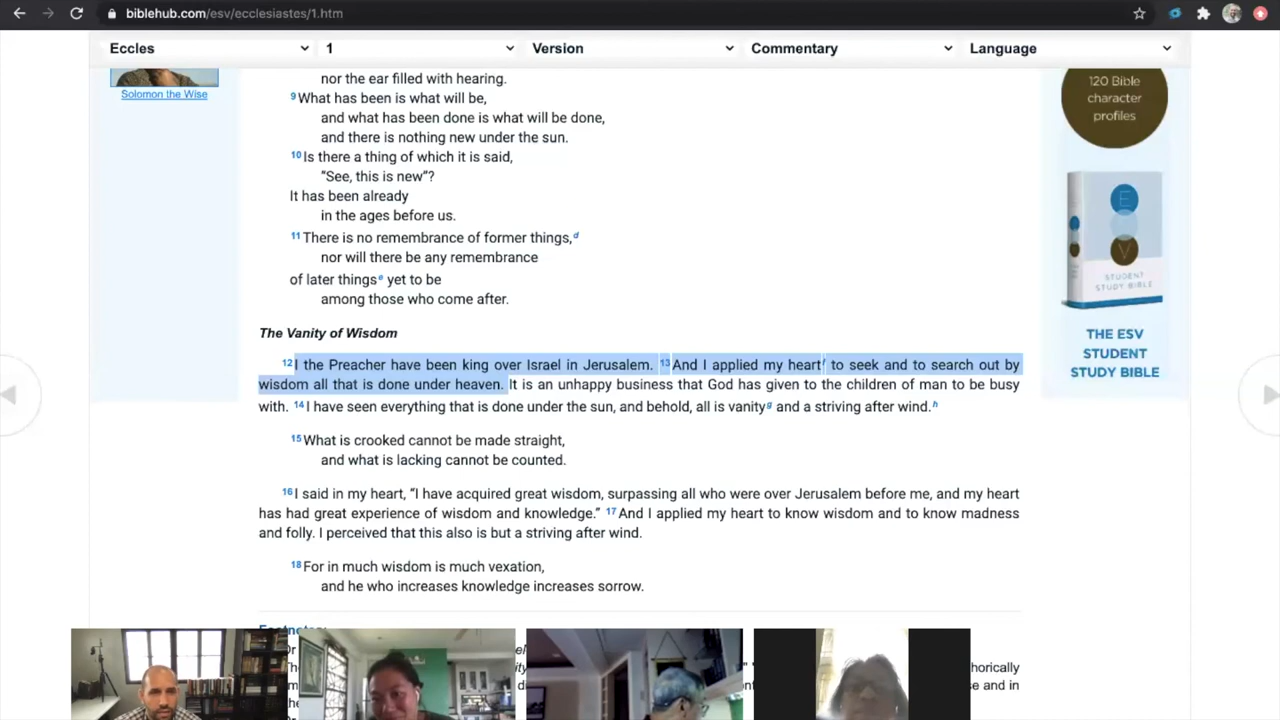 biblehub.com/esv/ecclesiastes/1.htm
Eccles
1
Version
Commentary
Language
Solomon the Wise
nor the ear filled with hearing.
9What has been is what will be,
and what has been done is what will be done,
and there is nothing new under the sun.
10Is there a thing of which it is said,
“See, this is new”?
It has been already
in the ages before us.
11There is no remembrance of former things,d
nor will there be any remembrance
of later thingse yet to be
among those who come after.
The Vanity of Wisdom
12I the Preacher have been king over Israel in Jerusalem. 13And I applied my heartf to seek and to search out by
wisdom all that is done under heaven. It is an unhappy business that God has given to the children of man to be busy
with. 14I have seen everything that is done under the sun, and behold, all is vanityg and a striving after wind.h
15What is crooked cannot be made straight,
and what is lacking cannot be counted.
16I said in my heart, “I have acquired great wisdom, surpassing all who were over Jerusalem before me, and my heart
has had great experience of wisdom and knowledge.” 17And I applied my heart to know wisdom and to know madness
and folly. I perceived that this also is but a striving after wind.
18For in much wisdom is much vexation,
and he who increases knowledge increases sorrow.
120 Bible
character
profiles
E
S
V
STUDENT
STUDY BIBLE
THE ESV
STUDENT
STUDY BIBLE